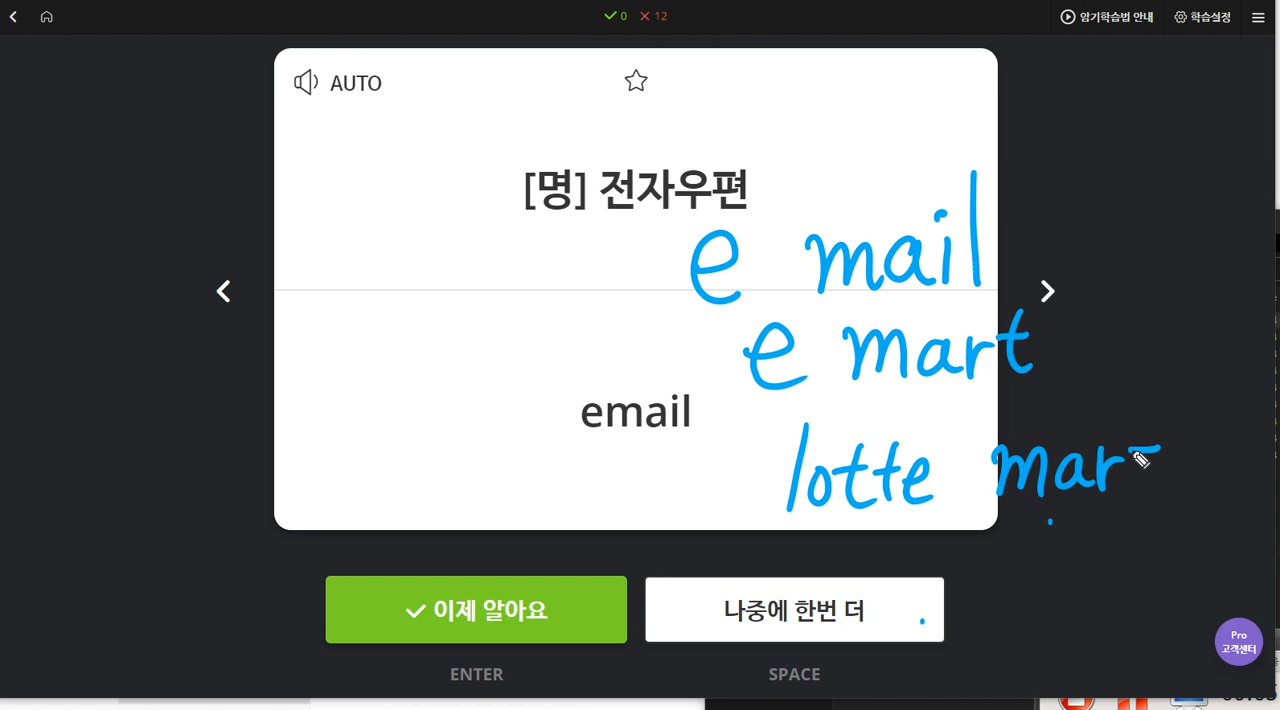 0 12 암기학습법 안내 학습설정
AUTO
[명] 전자우편
e mail
e mart
email
lotte mar
이제 알아요 나중에 한번 더
Pro
고객센터
ENTER SPACE